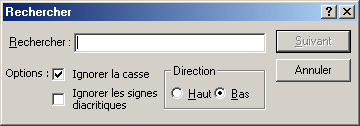 Rechercher
Rechercher :
Suivant
Options :
Ignorer la casse
Direction
Annuler
Ignorer les signes
diacritiques
Haut
Bas